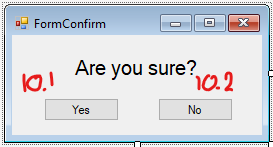 FormConfirm
Are you sure?
10.1 10.2
Yes No